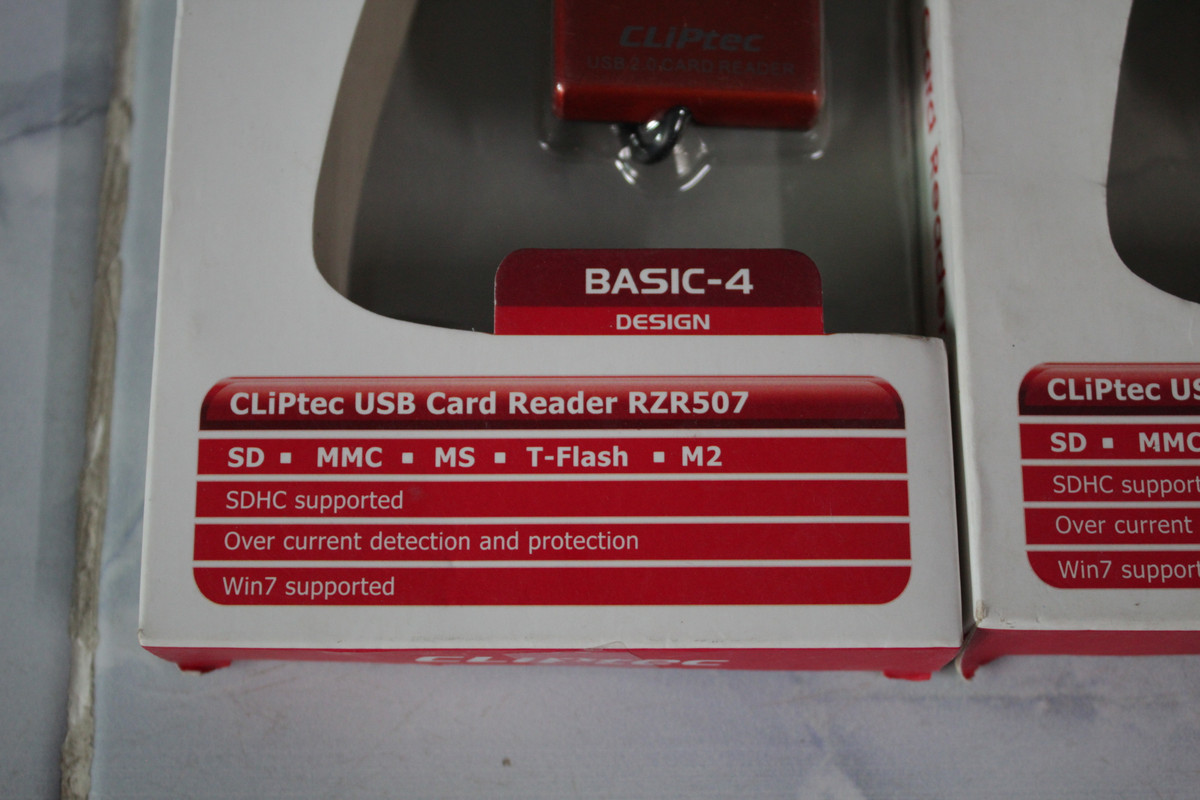 CLiPtec
USB 2.0 CARD READER
BASIC-4
DESIGN
CLiPtec USB Card Reader RZR507
SD ▪ MMC ▪ MS ▪ T-Flash ▪ M2
SDHC supported
Over current detection and protection
Win7 supported
CLiPtec
Card Reader
CLiPtec US
SD ▪ MMC
SDHC support
Over current
Win7 support